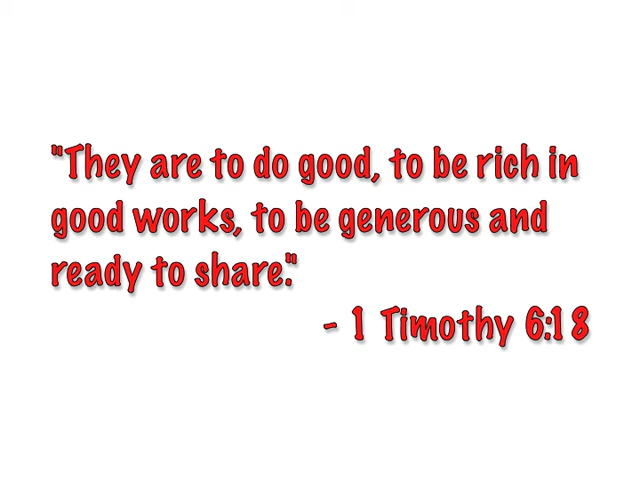 "They are to do good, to be rich in
good works, to be generous and
ready to share."
- 1 Timothy 6:18